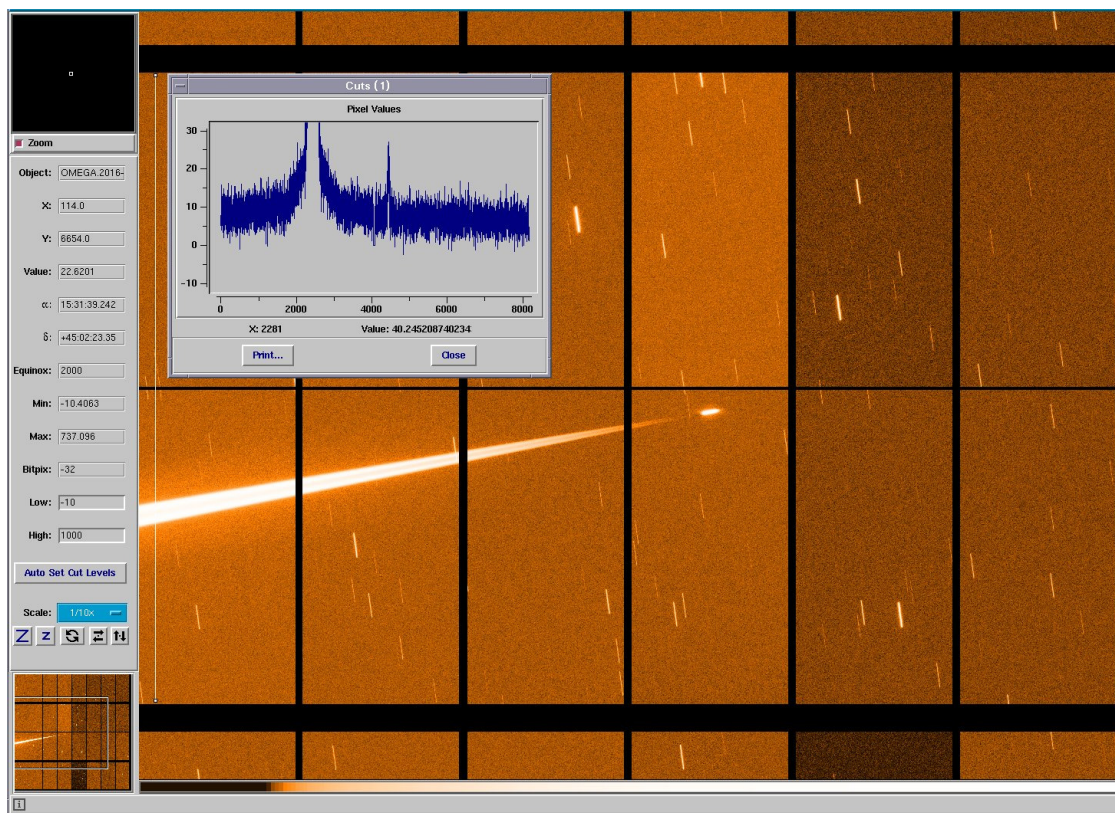 Cuts (1)
Pixel Values
30
20
10
0
-10
0 2000 4000 6000 8000
X: 2281 Value: 40.245208740234
Print... Close
Zoom
Object: OMEGA.2016-
X: 114.0
Y: 6654.0
Value: 22.6201
α: 15:31:39.242
δ: +45:02:23.35
Equinox: 2000
Min: -10.4063
Max: 737.096
Bitpix: -32
Low: -10
High: 1000
Auto Set Cut Levels
Scale: 1/10x
Z z
i